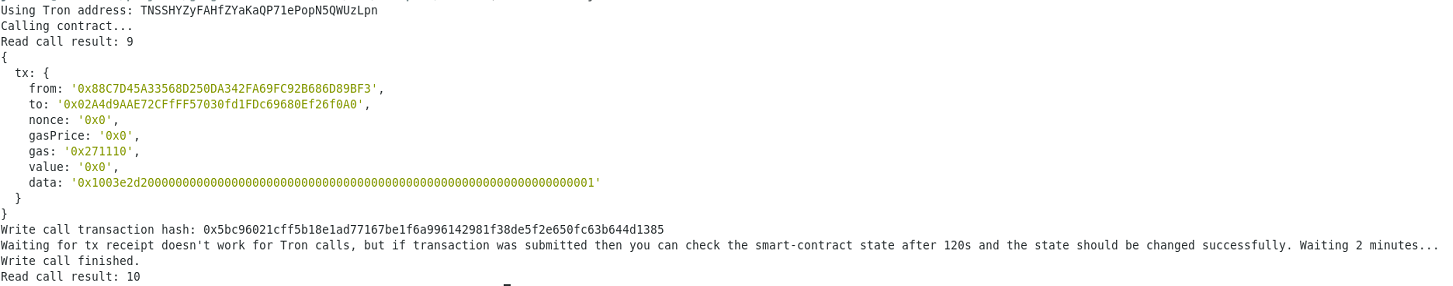 Using Tron address: TNSSHYZyFAHfZYaKaQP71ePopN5QWUzLpn
Calling contract...
Read call result: 9
{
  tx: {
    from: '0x88C7D45A33568D250DA342FA69FC92B686D89BF3',
    to: '0x02A4d9AAE72CFfFF57030fd1FDc69680Ef26f0A0',
    nonce: '0x0',
    gasPrice: '0x0',
    gas: '0x271110',
    value: '0x0',
    data: '0x1003e2d20000000000000000000000000000000000000000000000000000000000000001'
  }
}
Write call transaction hash: 0x5bc96021cff5b18e1ad77167be1f6a996142981f38de5f2e650fc63b644d1385
Waiting for tx receipt doesn't work for Tron calls, but if transaction was submitted then you can check the smart-contract state after 120s and the state should be changed successfully. Waiting 2 minutes...
Write call finished.
Read call result: 10